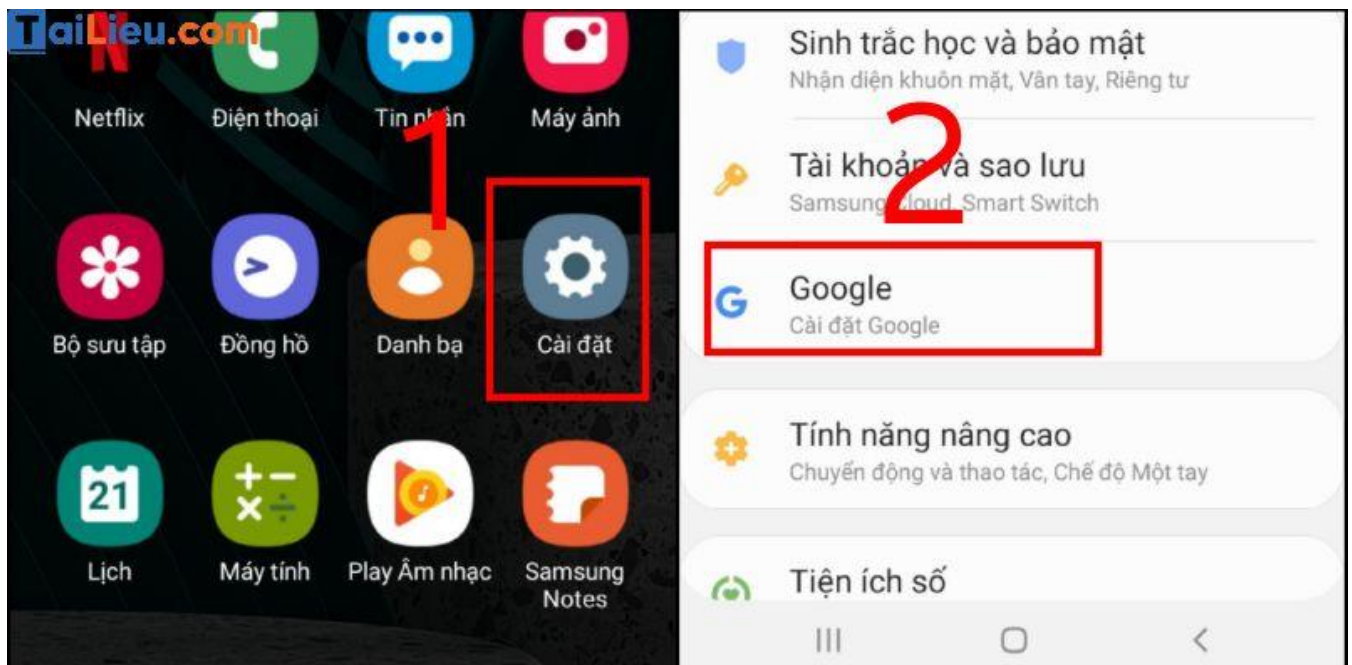 TaiLieu.com
Netflix
Điện thoại
Tin nhắn
Máy ảnh
1
Bộ sưu tập
Đồng hồ
Danh bạ
Cài đặt
21
Lịch
Máy tính
Play Âm nhạc
Samsung
Notes
Sinh trắc học và bảo mật
Nhận diện khuôn mặt, Vân tay, Riêng tư
2
Tài khoản và sao lưu
Samsung Cloud, Smart Switch
Google
Cài đặt Google
Tính năng nâng cao
Chuyển động và thao tác, Chế độ Một tay
Tiện ích số